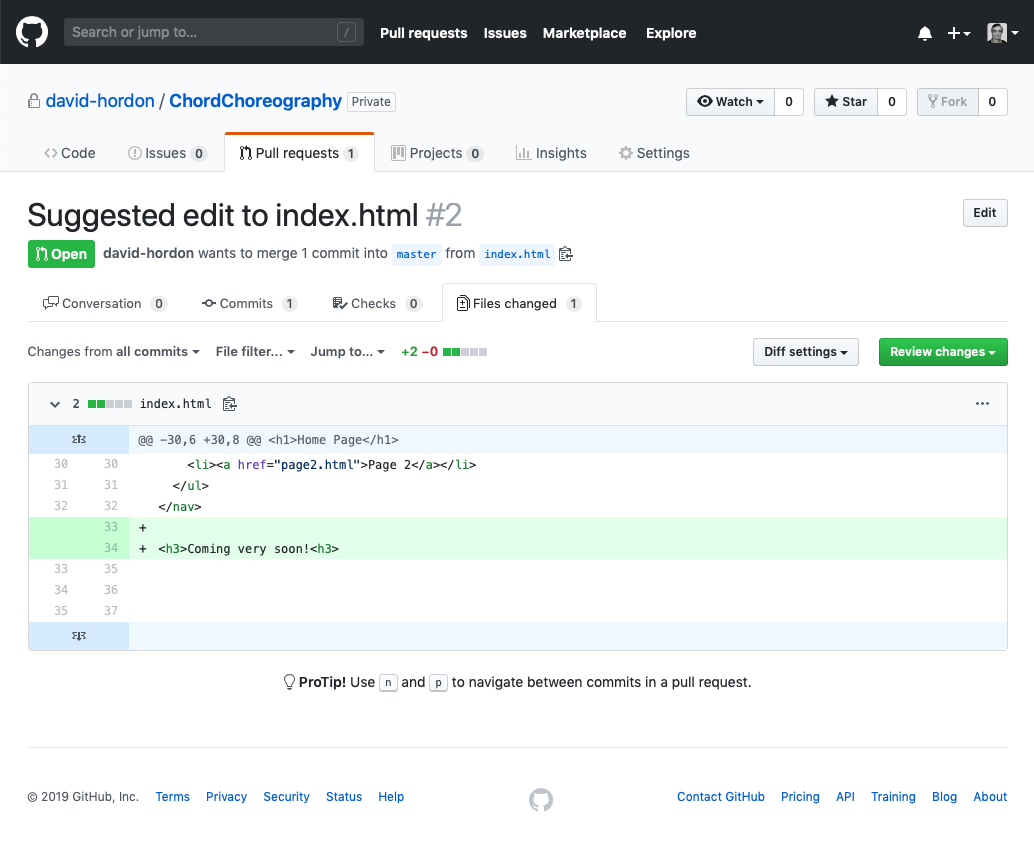 Search or jump to... / Pull requests Issues Marketplace Explore
david-hordon / ChordChoreography Private Watch 0 Star 0 Fork 0
Code Issues 0 Pull requests 1 Projects 0 Insights Settings
Suggested edit to index.html #2 Edit
Open david-hordon wants to merge 1 commit into master from index.html
Conversation 0 Commits 1 Checks 0 Files changed 1
Changes from all commits File filter... Jump to... +2 −0 Diff settings Review changes
2 index.html ...
@@ -30,6 +30,8 @@ <h1>Home Page</h1>
30 30 <li><a href="page2.html">Page 2</a></li>
31 31 </ul>
32 32 </nav>
33 +
34 + <h3>Coming very soon!<h3>
33 35
34 36
35 37
ProTip! Use n and p to navigate between commits in a pull request.
© 2019 GitHub, Inc. Terms Privacy Security Status Help Contact GitHub Pricing API Training Blog About